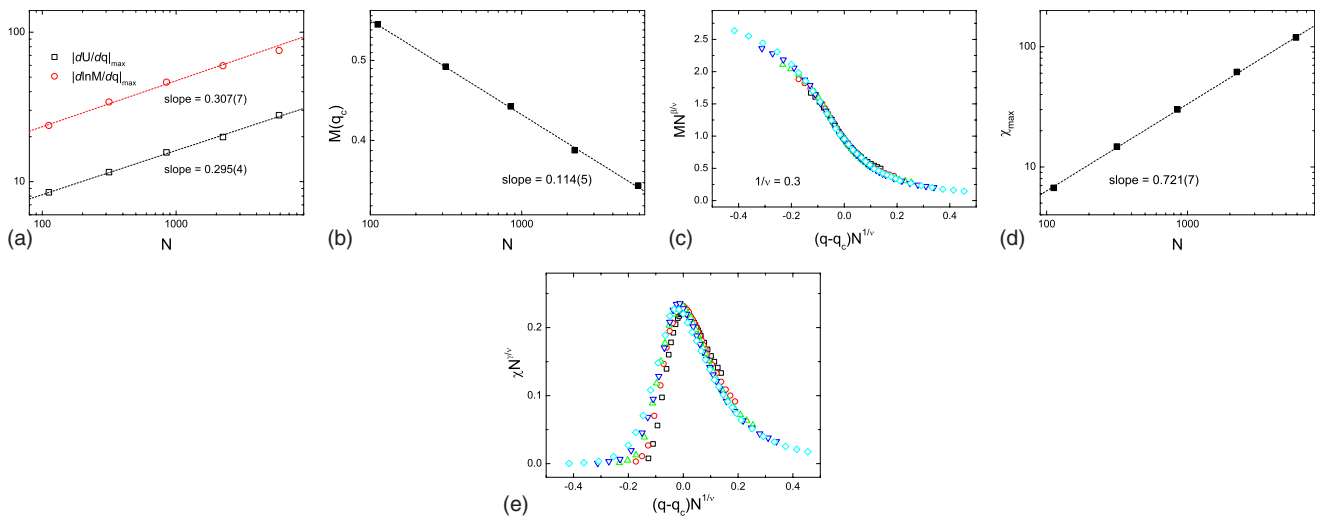 100
10
|dU/dq|max
|dlnM/dq|max
slope = 0.307(7)
slope = 0.295(4)
100 1000
N
(a)
M(qc)
0.5
0.4
slope = 0.114(5)
100 1000
N
(b)
MN^β/ν
2.5
2.0
1.5
1.0
0.5
0.0
1/ν = 0.3
-0.4 -0.2 0.0 0.2 0.4
(q-qc)N^1/ν
(c)
χmax
100
10
slope = 0.721(7)
100 1000
N
(d)
χN^γ/ν
0.2
0.1
0.0
-0.4 -0.2 0.0 0.2 0.4
(q-qc)N^1/ν
(e)